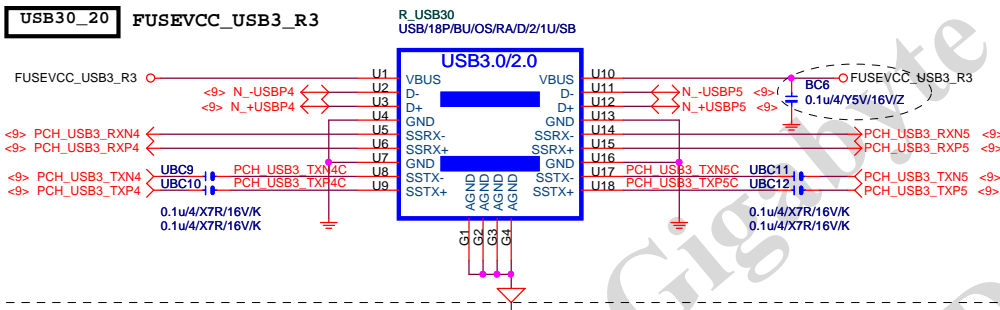 USB30_20 FUSEVCC_USB3_R3
R_USB30
USB/18P/BU/OS/RA/D/2/1U/SB
USB3.0/2.0
FUSEVCC_USB3_R3 U1 VBUS VBUS U10 FUSEVCC_USB3_R3
<9> N_-USBP4 U2 D- D- U11 N_-USBP5 <9> BC6
<9> N_+USBP4 U3 D+ D+ U12 N_+USBP5 <9> 0.1u/4/Y5V/16V/Z
U4 GND GND U13
<9> PCH_USB3_RXN4 U5 SSRX- SSRX- U14 PCH_USB3_RXN5 <9>
<9> PCH_USB3_RXP4 U6 SSRX+ SSRX+ U15 PCH_USB3_RXP5 <9>
U7 GND GND U16
<9> PCH_USB3_TXN4 UBC9 PCH_USB3_TXN4C U8 SSTX- SSTX- U17 PCH_USB3_TXN5C UBC11 PCH_USB3_TXN5 <9>
<9> PCH_USB3_TXP4 UBC10 PCH_USB3_TXP4C U9 SSTX+ SSTX+ U18 PCH_USB3_TXP5C UBC12 PCH_USB3_TXP5 <9>
0.1u/4/X7R/16V/K 0.1u/4/X7R/16V/K
0.1u/4/X7R/16V/K 0.1u/4/X7R/16V/K
AGND AGND AGND AGND
G1 G2 G3 G4
Gigabyte